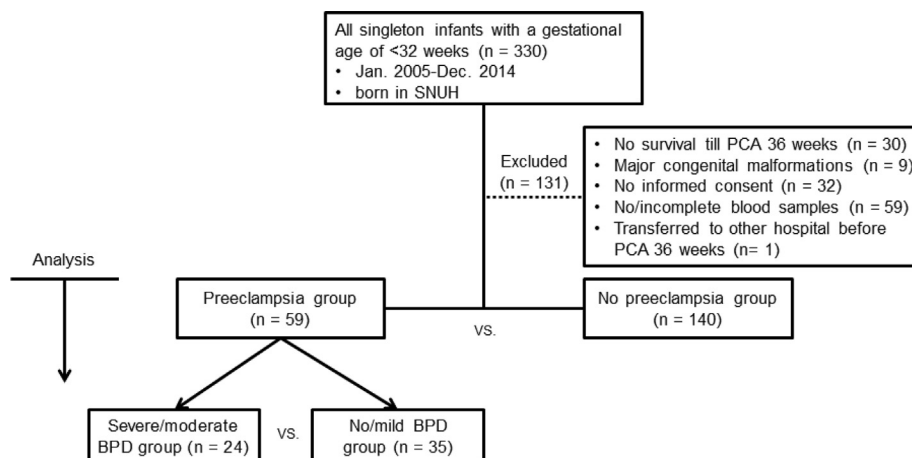 All singleton infants with a gestational
age of <32 weeks (n = 330)
• Jan. 2005-Dec. 2014
• born in SNUH
Excluded
(n = 131)
• No survival till PCA 36 weeks (n = 30)
• Major congenital malformations (n = 9)
• No informed consent (n = 32)
• No/incomplete blood samples (n = 59)
• Transferred to other hospital before
PCA 36 weeks (n= 1)
Analysis
Preeclampsia group
(n = 59)
VS.
No preeclampsia group
(n = 140)
Severe/moderate
BPD group (n = 24)
VS.
No/mild BPD
group (n = 35)